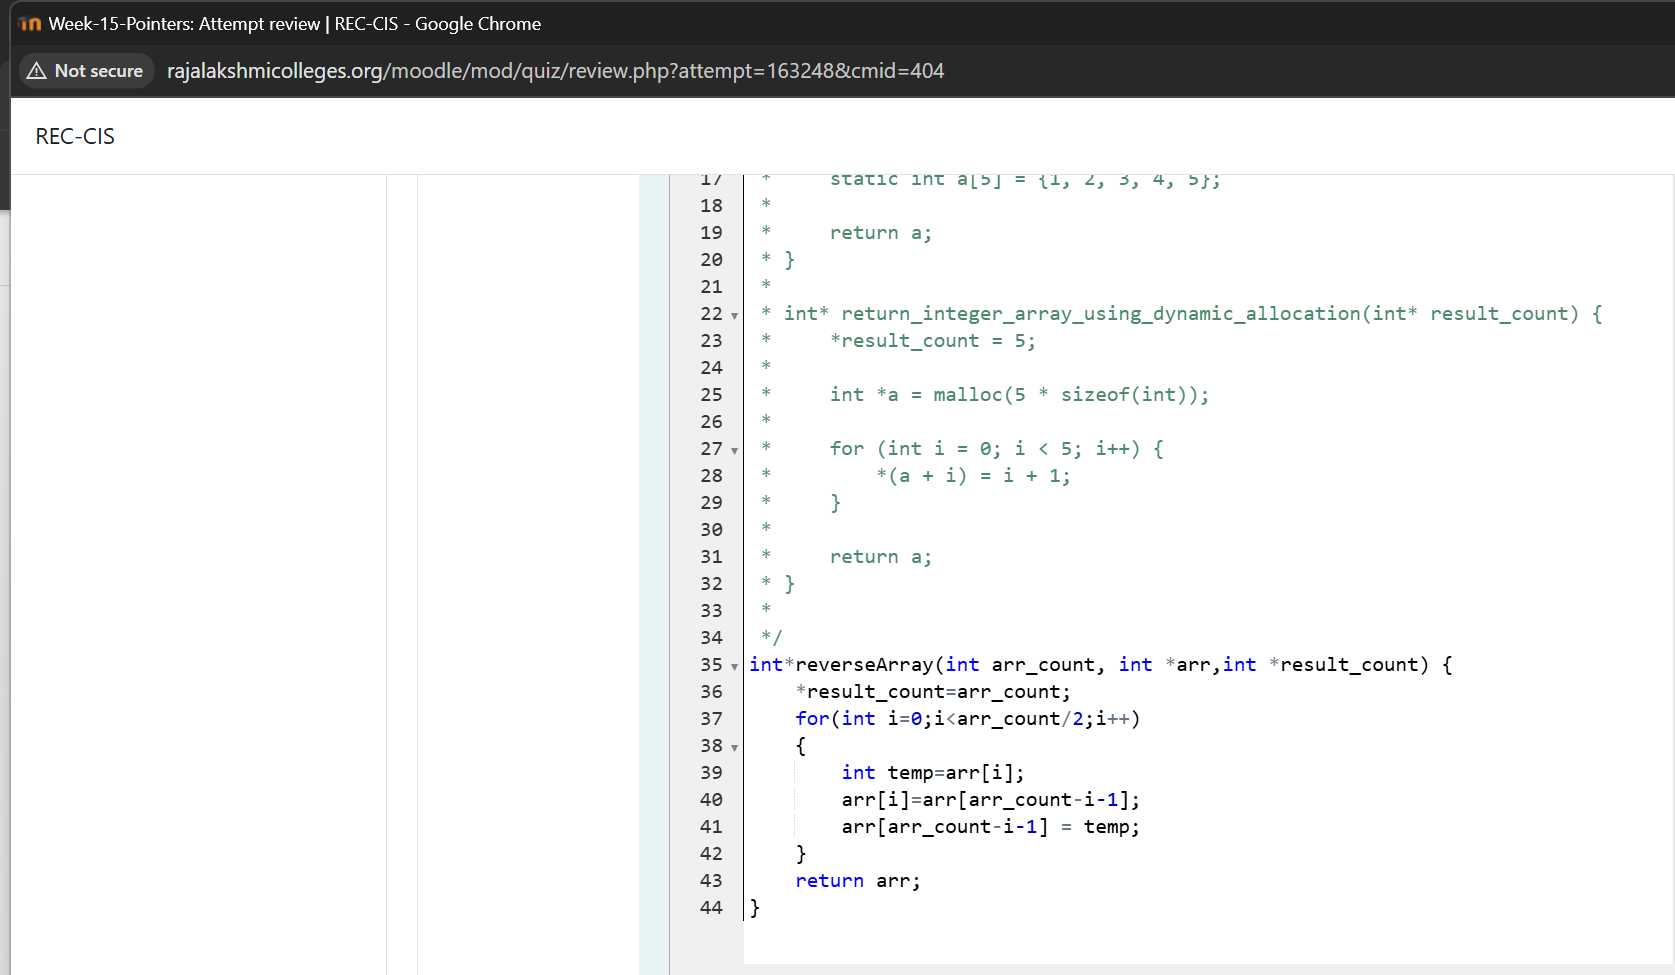 Week-15-Pointers: Attempt review | REC-CIS - Google Chrome
Not secure rajalakshmicolleges.org/moodle/mod/quiz/review.php?attempt=163248&cmid=404
REC-CIS
17 *     static int a[5] = {1, 2, 3, 4, 5};
18 *
19 *     return a;
20 * }
21 *
22 * int* return_integer_array_using_dynamic_allocation(int* result_count) {
23 *     *result_count = 5;
24 *
25 *     int *a = malloc(5 * sizeof(int));
26 *
27 *     for (int i = 0; i < 5; i++) {
28 *         *(a + i) = i + 1;
29 *     }
30 *
31 *     return a;
32 * }
33 *
34 */
35 int*reverseArray(int arr_count, int *arr,int *result_count) {
36     *result_count=arr_count;
37     for(int i=0;i<arr_count/2;i++)
38     {
39         int temp=arr[i];
40         arr[i]=arr[arr_count-i-1];
41         arr[arr_count-i-1] = temp;
42     }
43     return arr;
44 }